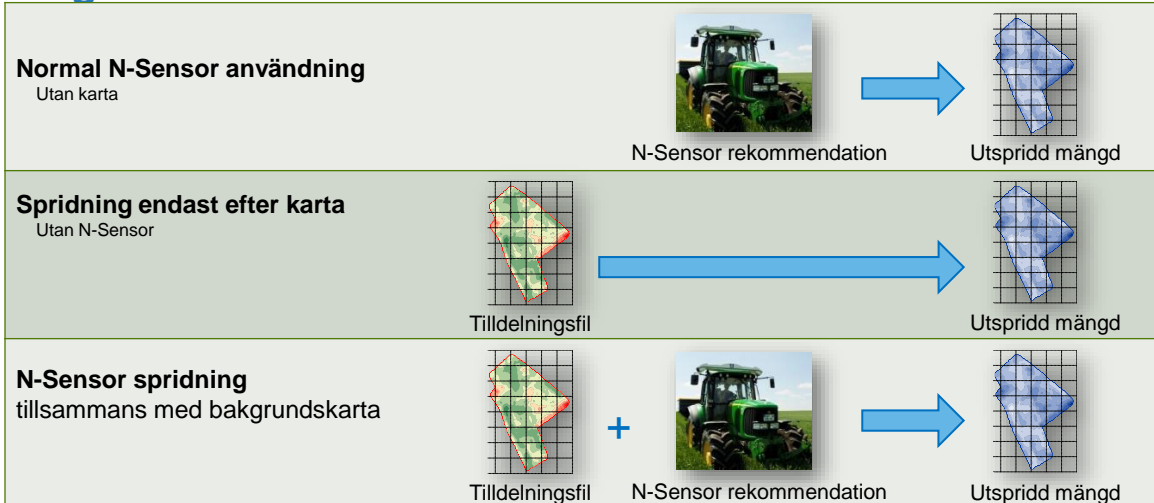 Normal N-Sensor användning
Utan karta
N-Sensor rekommendation
Utspridd mängd
Spridning endast efter karta
Utan N-Sensor
Tilldelningsfil
Utspridd mängd
N-Sensor spridning
tillsammans med bakgrundskarta
+
Tilldelningsfil
N-Sensor rekommendation
Utspridd mängd